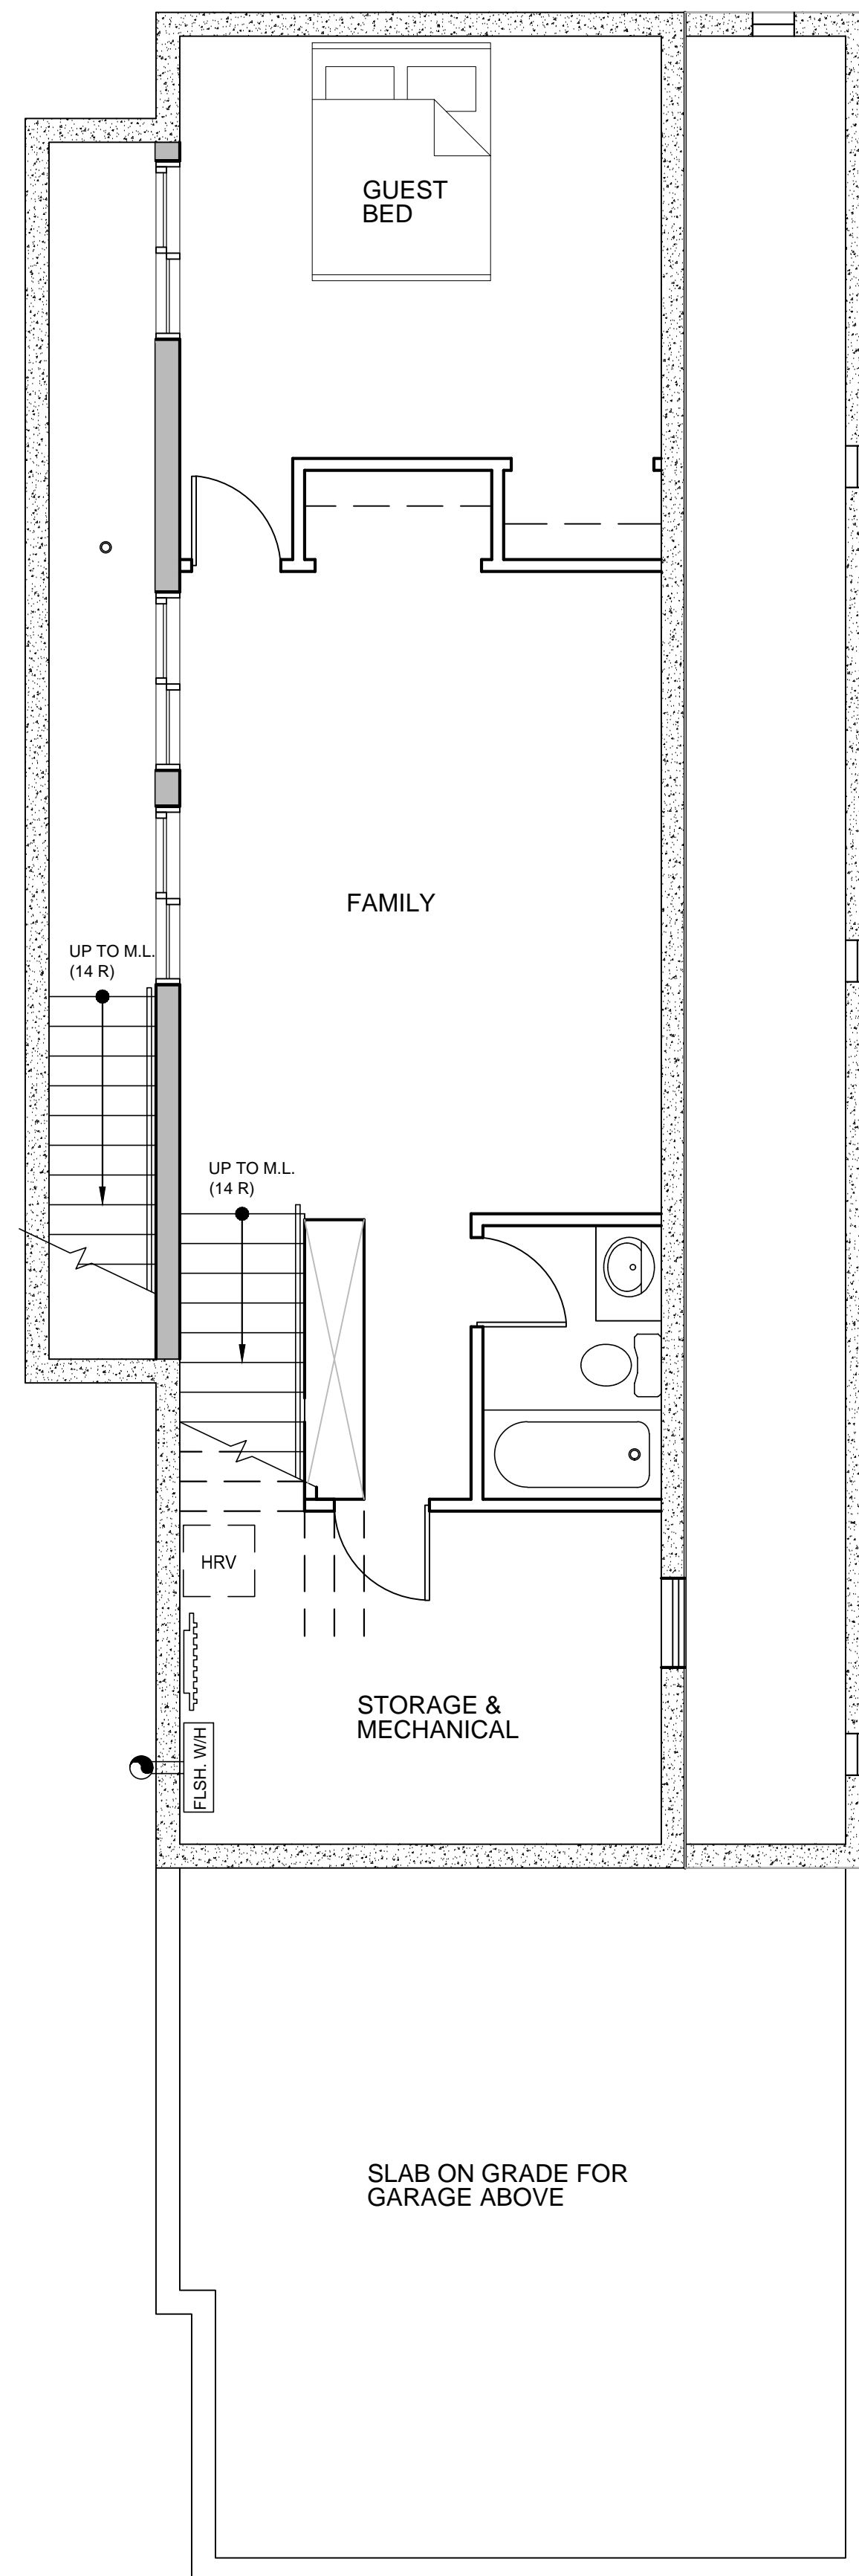 GUEST
BED
FAMILY
UP TO M.L.
(14 R)
UP TO M.L.
(14 R)
HRV
STORAGE &
MECHANICAL
FLSH. W/H
SLAB ON GRADE FOR
GARAGE ABOVE